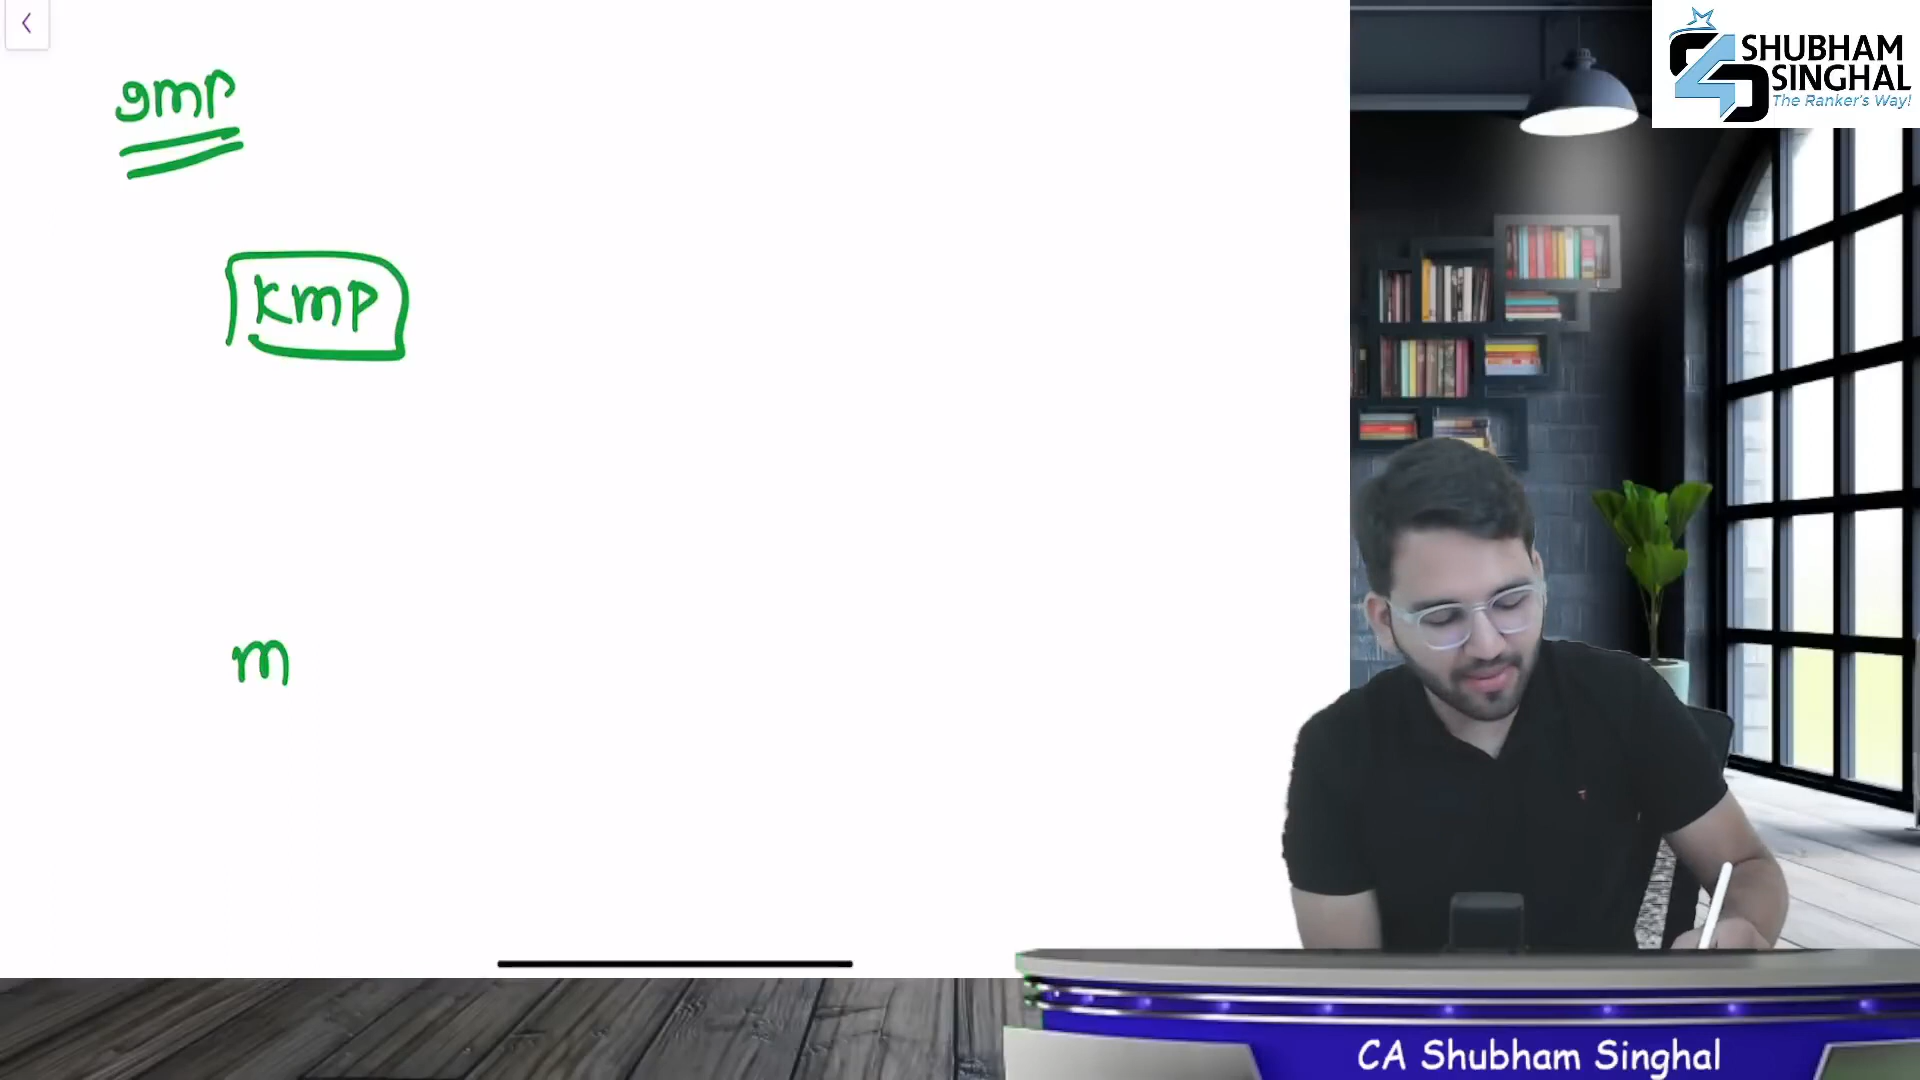 gmp
Kmp
m
SHUBHAM
SINGHAL
The Ranker's Way!
CA Shubham Singhal